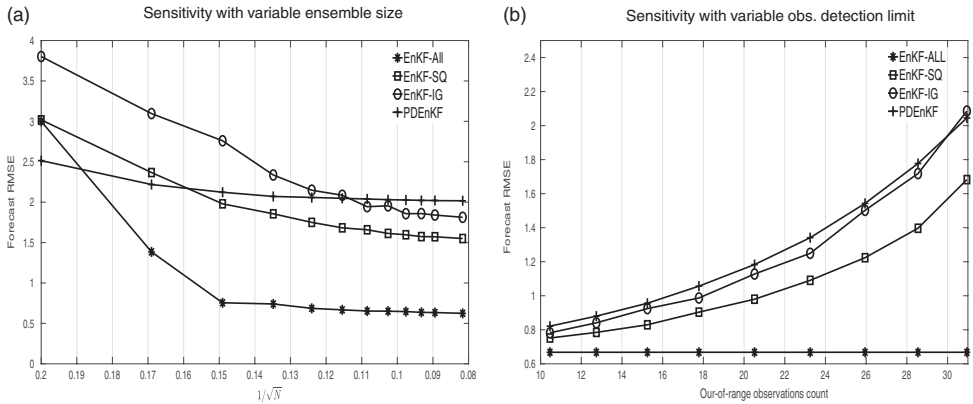 (a)
Sensitivity with variable ensemble size
4
3.5
3
2.5
2
1.5
1
0.5
0
Forecast RMSE
EnKF-All
EnKF-SQ
EnKF-IG
PDEnKF
0.2 0.19 0.18 0.17 0.16 0.15 0.14 0.13 0.12 0.11 0.1 0.09 0.08
1/√N
(b)
Sensitivity with variable obs. detection limit
2.4
2.2
2
1.8
1.6
1.4
1.2
1
0.8
0.6
Forecast RMSE
EnKF-ALL
EnKF-SQ
EnKF-IG
PDEnKF
10 12 14 16 18 20 22 24 26 28 30
Our-of-range observations count